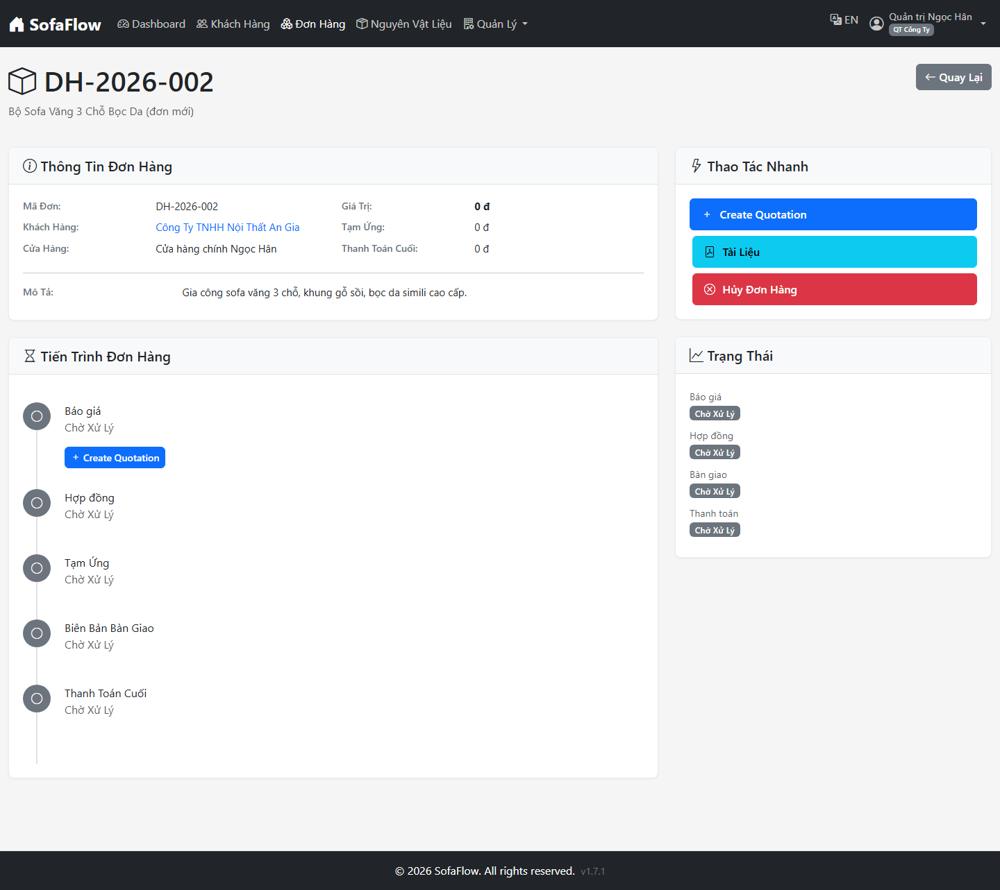 SofaFlow
Dashboard
Khách Hàng
Đơn Hàng
Nguyên Vật Liệu
Quản Lý
EN
Quản trị Ngọc Hân
QT Công Ty
DH-2026-002
Quay Lại
Bộ Sofa Văng 3 Chỗ Bọc Da (đơn mới)
Thông Tin Đơn Hàng
Mã Đơn:
DH-2026-002
Giá Trị:
0 đ
Khách Hàng:
Công Ty TNHH Nội Thất An Gia
Tạm Ứng:
0 đ
Cửa Hàng:
Cửa hàng chính Ngọc Hân
Thanh Toán Cuối:
0 đ
Mô Tả:
Gia công sofa văng 3 chỗ, khung gỗ sồi, bọc da simili cao cấp.
Thao Tác Nhanh
+ Create Quotation
Tài Liệu
Hủy Đơn Hàng
Tiến Trình Đơn Hàng
Báo giá
Chờ Xử Lý
+ Create Quotation
Hợp đồng
Chờ Xử Lý
Tạm Ứng
Chờ Xử Lý
Biên Bản Bàn Giao
Chờ Xử Lý
Thanh Toán Cuối
Chờ Xử Lý
Trạng Thái
Báo giá
Chờ Xử Lý
Hợp đồng
Chờ Xử Lý
Bàn giao
Chờ Xử Lý
Thanh toán
Chờ Xử Lý
© 2026 SofaFlow. All rights reserved. v1.7.1